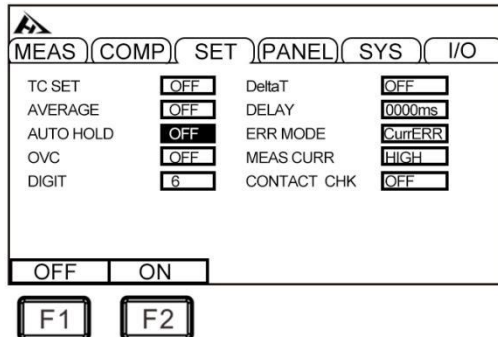 MEAS COMP SET PANEL SYS I/O
TC SET OFF DeltaT OFF
AVERAGE OFF DELAY 0000ms
AUTO HOLD OFF ERR MODE CurrERR
OVC OFF MEAS CURR HIGH
DIGIT 6 CONTACT CHK OFF
OFF ON
F1 F2